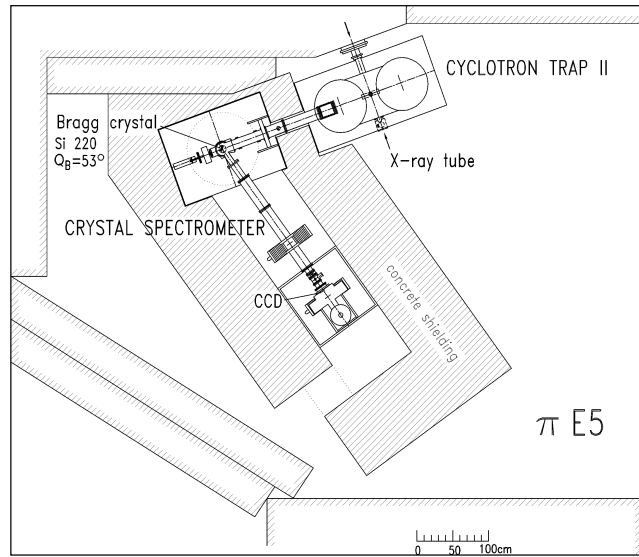 CYCLOTRON TRAP II
Bragg crystal
Si 220
Q_B=53°
X-ray tube
CRYSTAL SPECTROMETER
CCD
concrete shielding
π E5
0 50 100cm